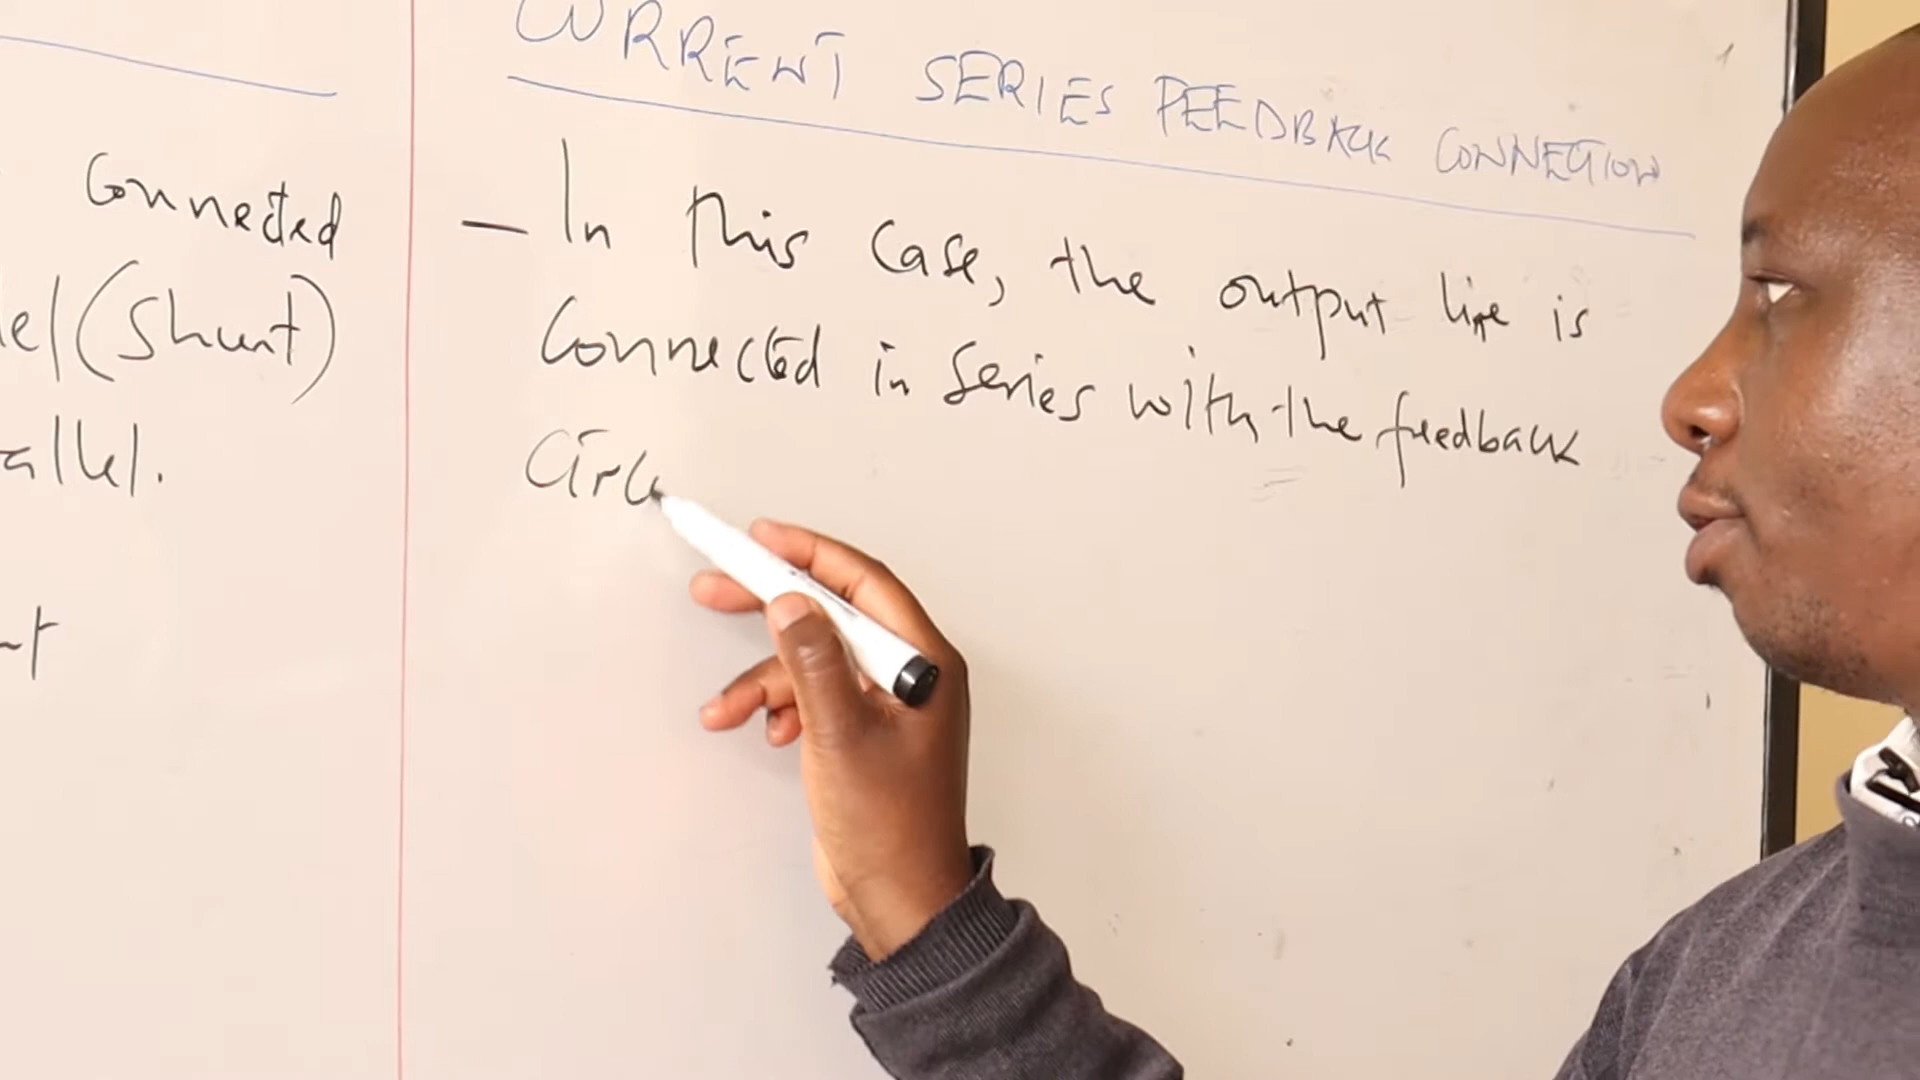 Connected
el (Shunt)
allel.
t
CURRENT SERIES FEEDBACK CONNECTION
- In this case, the output line is
Connected in series with the feedback
Circ